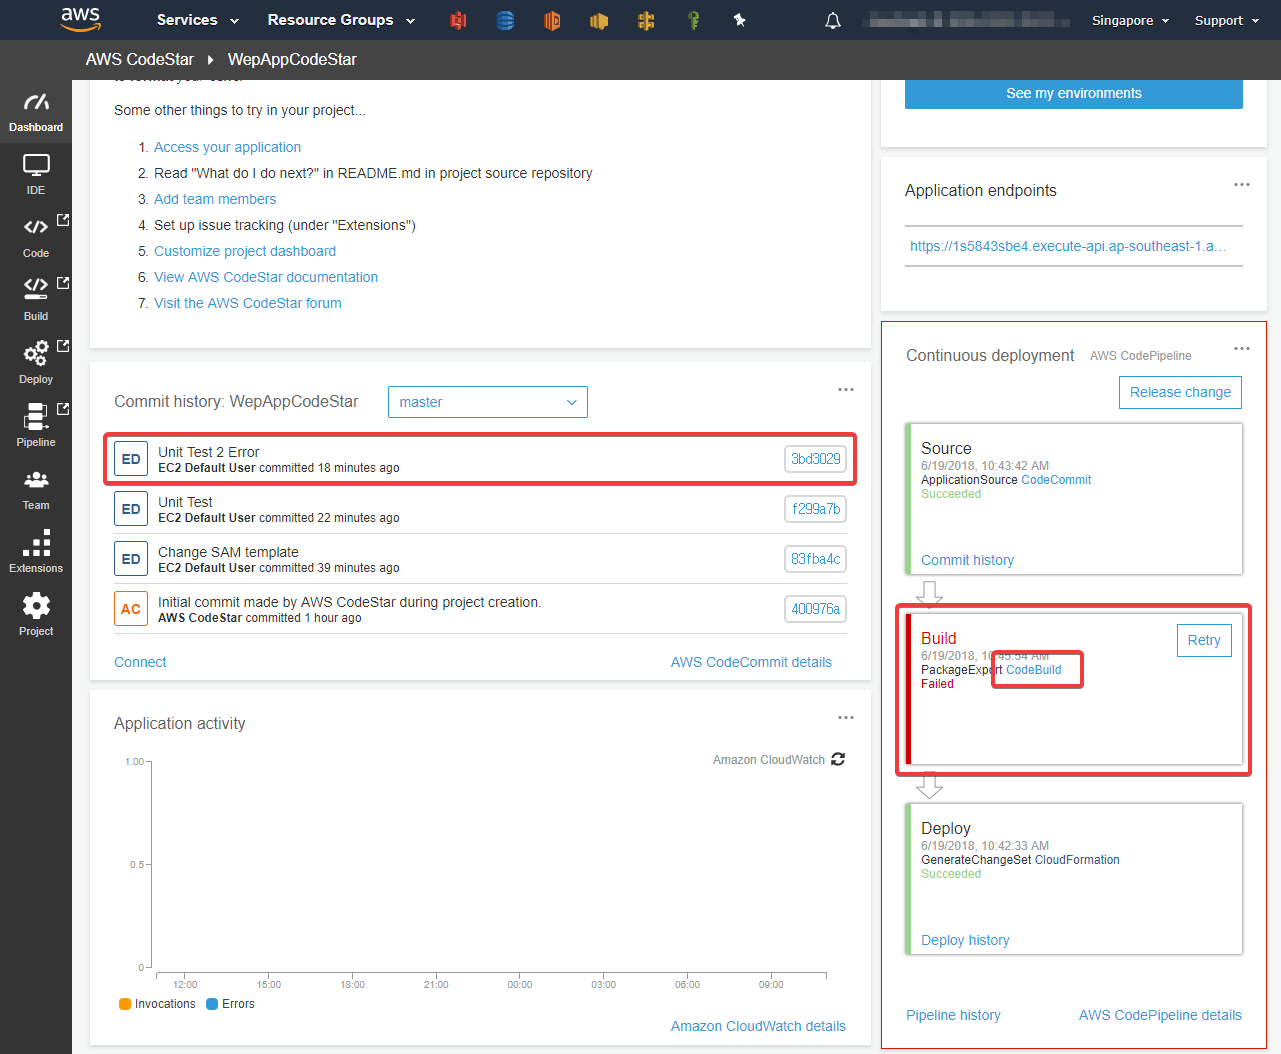 aws
Services
Resource Groups
Singapore
Support
AWS CodeStar
WepAppCodeStar
Dashboard
IDE
Code
Build
Deploy
Pipeline
Team
Extensions
Project
Some other things to try in your project...
1. Access your application
2. Read "What do I do next?" in README.md in project source repository
3. Add team members
4. Set up issue tracking (under "Extensions")
5. Customize project dashboard
6. View AWS CodeStar documentation
7. Visit the AWS CodeStar forum
Commit history: WepAppCodeStar
master
ED
Unit Test 2 Error
EC2 Default User committed 18 minutes ago
3bd3029
ED
Unit Test
EC2 Default User committed 22 minutes ago
f299a7b
ED
Change SAM template
EC2 Default User committed 39 minutes ago
83fba4c
AC
Initial commit made by AWS CodeStar during project creation.
AWS CodeStar committed 1 hour ago
400976a
Connect
AWS CodeCommit details
Application activity
Amazon CloudWatch
1.00
0.5
0
12:00 15:00 18:00 21:00 00:00 03:00 06:00 09:00
Invocations Errors
Amazon CloudWatch details
See my environments
Application endpoints
https://1s5843sbe4.execute-api.ap-southeast-1.a...
Continuous deployment AWS CodePipeline
Release change
Source
6/19/2018, 10:43:42 AM
ApplicationSource CodeCommit
Succeeded
Commit history
Build
Retry
6/19/2018, 10:45:54 AM
PackageExport CodeBuild
Failed
Deploy
6/19/2018, 10:42:33 AM
GenerateChangeSet CloudFormation
Succeeded
Deploy history
Pipeline history
AWS CodePipeline details